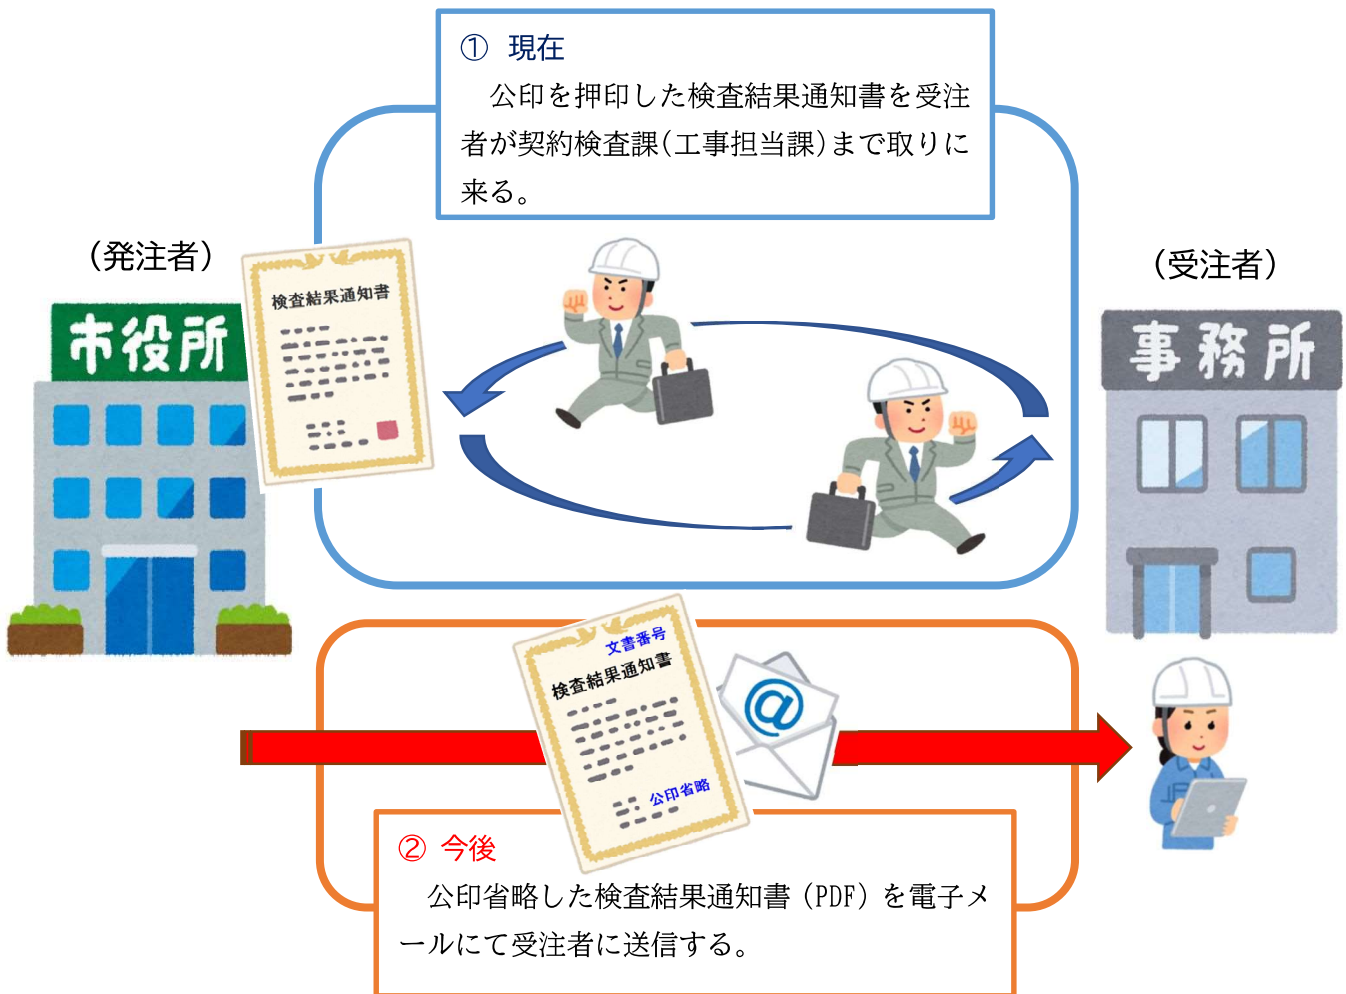 ① 現在
公印を押印した検査結果通知書を受注
者が契約検査課(工事担当課)まで取りに
来る。
(発注者)
(受注者)
市役所
検査結果通知書
事務所
文書番号
検査結果通知書
@
公印省略
② 今後
公印省略した検査結果通知書（PDF）を電子メ
ールにて受注者に送信する。